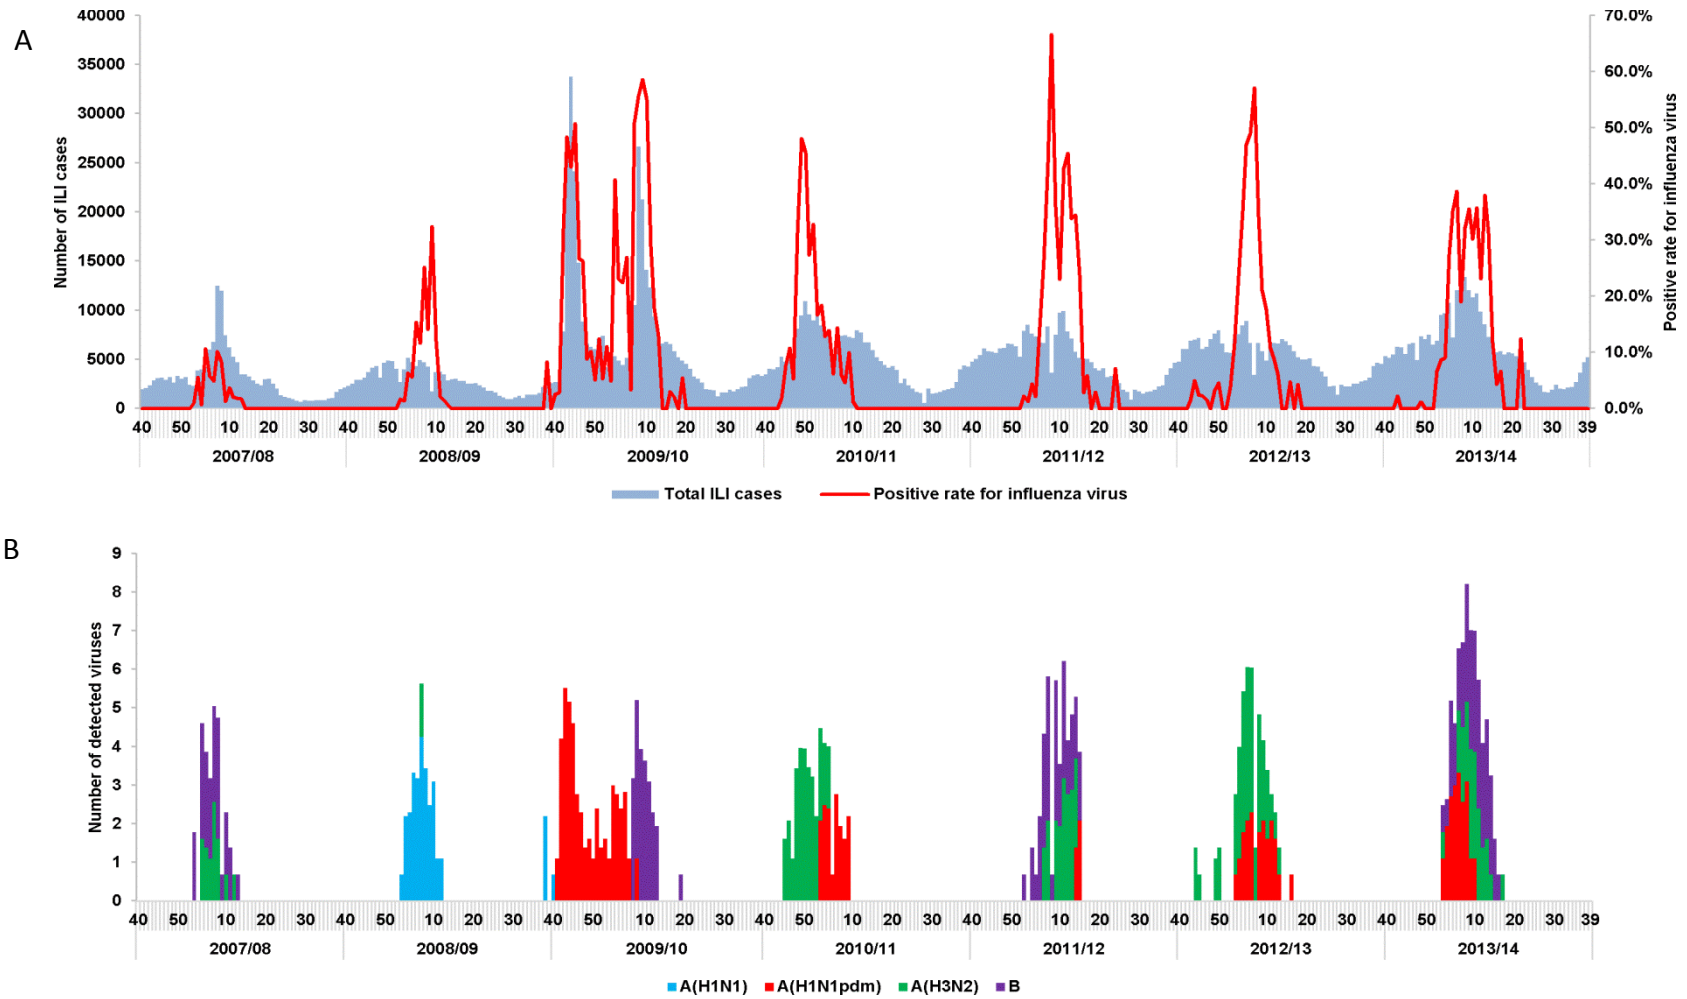 A
40000
35000
30000
25000
20000
15000
10000
5000
0
Number of ILI cases
70.0%
60.0%
50.0%
40.0%
30.0%
20.0%
10.0%
0.0%
Positive rate for influenza virus
40 50 10 20 30 40 50 10 20 30 40 50 10 20 30 40 50 10 20 30 40 50 10 20 30 40 50 10 20 30 40 50 10 20 30 39
2007/08 2008/09 2009/10 2010/11 2011/12 2012/13 2013/14
Total ILI cases Positive rate for influenza virus
B
9
8
7
6
5
4
3
2
1
0
Number of detected viruses
40 50 10 20 30 40 50 10 20 30 40 50 10 20 30 40 50 10 20 30 40 50 10 20 30 40 50 10 20 30 40 50 10 20 30 39
2007/08 2008/09 2009/10 2010/11 2011/12 2012/13 2013/14
A(H1N1) A(H1N1pdm) A(H3N2) B